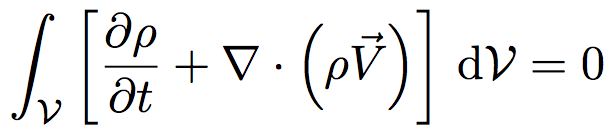 ∫_𝒱 [ ∂ρ/∂t + ∇ · (ρV⃗) ] d𝒱 = 0